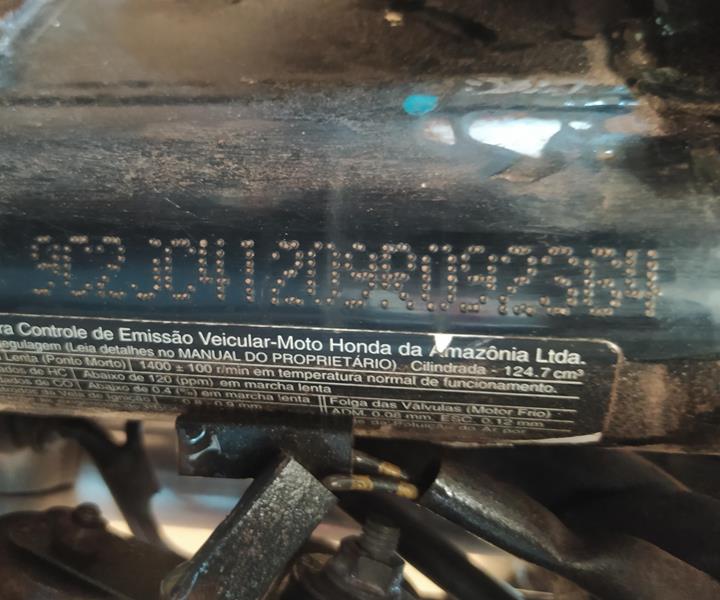 9C2JC41209R092364
ra Controle de Emissão Veicular-Moto Honda da Amazônia Ltda.
egulagem (Leia detalhes no MANUAL DO PROPRIETÁRIO) Cilindrada - 124.7 cm³
Lenta (Ponto Morto) 1400 ± 100 r/min em temperatura normal de funcionamento.
de HC Abaixo de 120 (ppm) em marcha lenta
de CO Abaixo de 0.4 (%) em marcha lenta Folga das Válvulas (Motor Frio)
ADM. 0.08 mm ESC. 0.12 mm